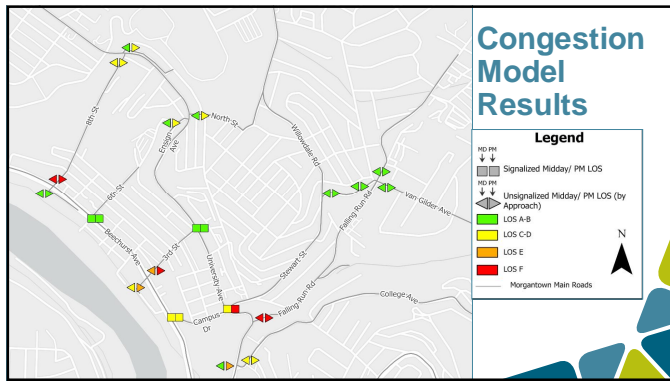 Congestion
Model
Results
Legend
MD PM
Signalized Midday/ PM LOS
MD PM
Unsignalized Midday/ PM LOS (by
Approach)
LOS A-B
LOS C-D
LOS E
LOS F
Morgantown Main Roads
N
8th-St
Ensign Ave
North-St
Willowdale Rd
6th-St
van Gilder-Ave
Falling Run Rd
Beechurst Ave
3rd-St
University-Ave
Stewart-St
Campus
Dr
Falling Run Rd
College-Ave